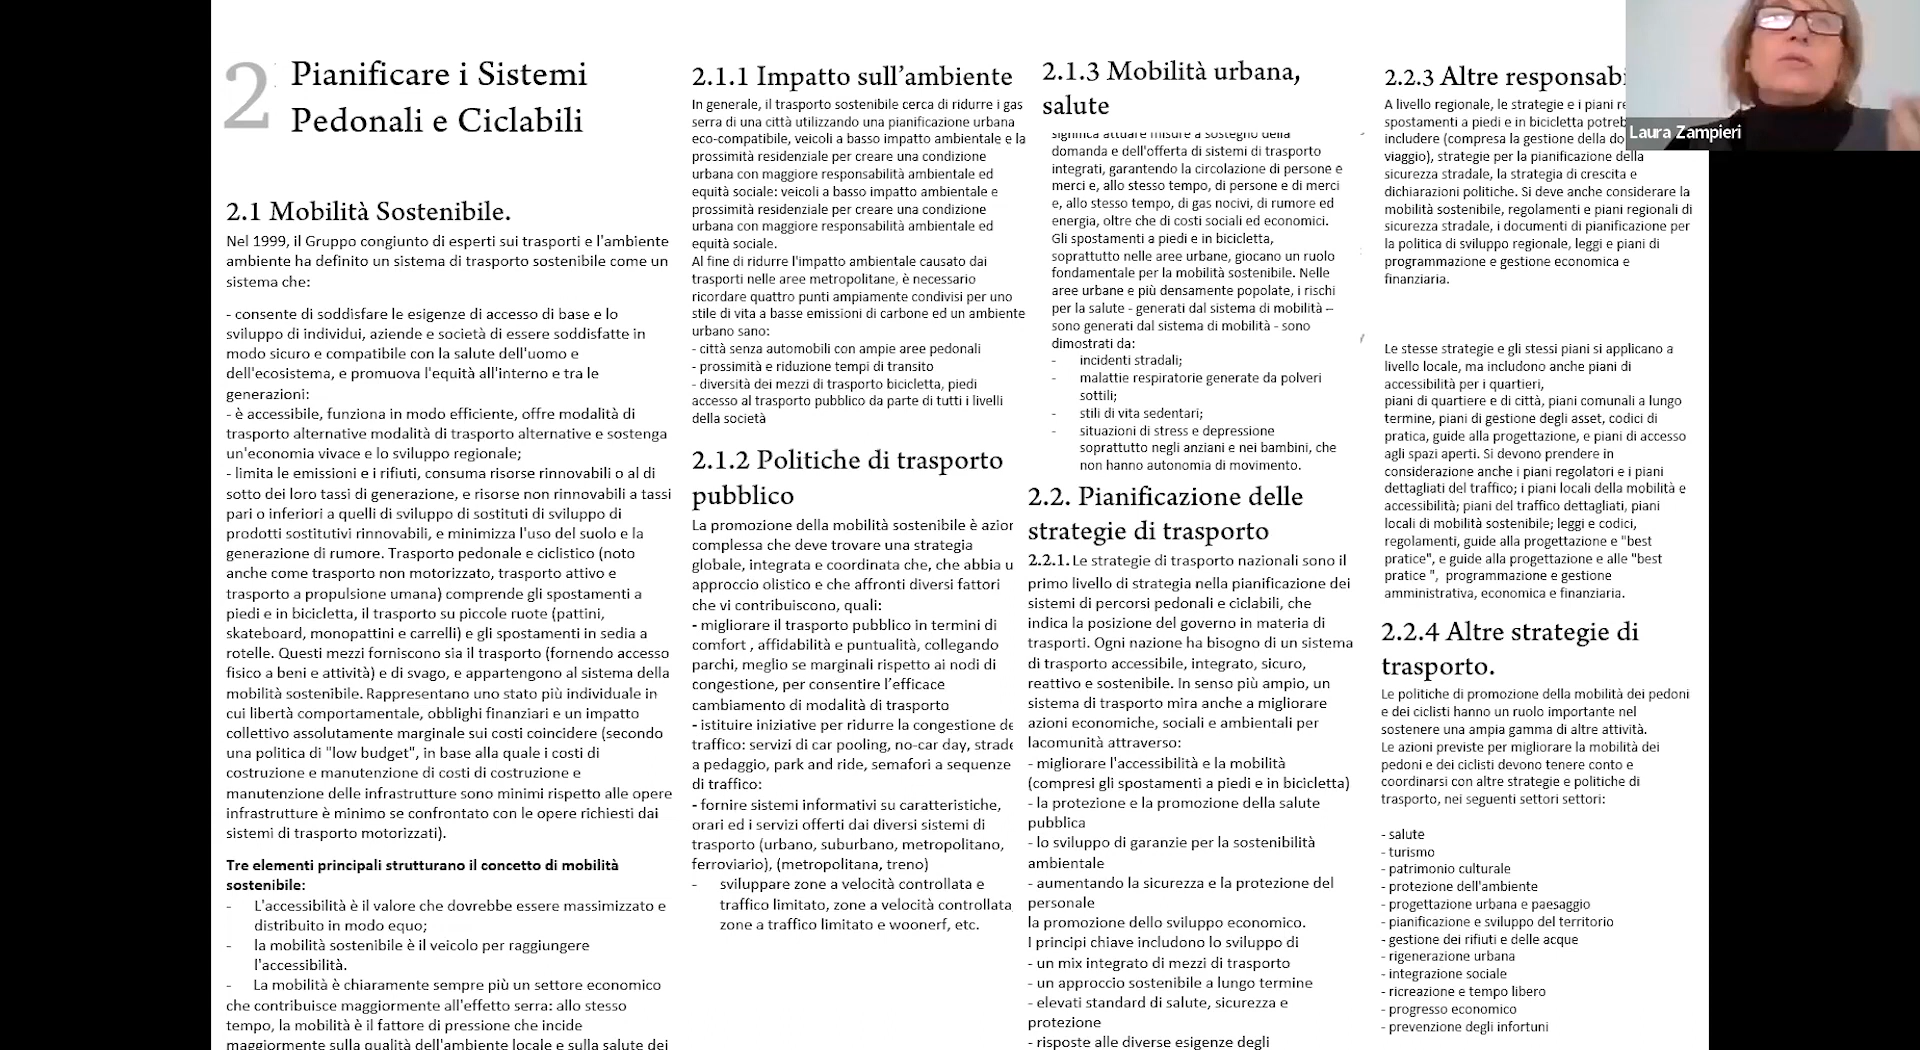 2
Pianificare i Sistemi
Pedonali e Ciclabili
2.1 Mobilità Sostenibile.
Nel 1999, il Gruppo congiunto di esperti sui trasporti e l'ambiente
ambiente ha definito un sistema di trasporto sostenibile come un
sistema che:
- consente di soddisfare le esigenze di accesso di base e lo
sviluppo di individui, aziende e società di essere soddisfatte in
modo sicuro e compatibile con la salute dell'uomo e
dell'ecosistema, e promuova l'equità all'interno e tra le
generazioni:
- è accessibile, funziona in modo efficiente, offre modalità di
trasporto alternative modalità di trasporto alternative e sostenga
un'economia vivace e lo sviluppo regionale;
- limita le emissioni e i rifiuti, consuma risorse rinnovabili o al di
sotto dei loro tassi di generazione, e risorse non rinnovabili a tassi
pari o inferiori a quelli di sviluppo di sostituti di sviluppo di
prodotti sostitutivi rinnovabili, e minimizza l'uso del suolo e la
generazione di rumore. Trasporto pedonale e ciclistico (noto
anche come trasporto non motorizzato, trasporto attivo e
trasporto a propulsione umana) comprende gli spostamenti a
piedi e in bicicletta, il trasporto su piccole ruote (pattini,
skateboard, monopattini e carrelli) e gli spostamenti in sedia a
rotelle. Questi mezzi forniscono sia il trasporto (fornendo accesso
fisico a beni e attività) e di svago, e appartengono al sistema della
mobilità sostenibile. Rappresentano uno stato più individuale in
cui libertà comportamentale, obblighi finanziari e un impatto
collettivo assolutamente marginale sui costi coincidere (secondo
una politica di "low budget", in base alla quale i costi di
costruzione e manutenzione di costi di costruzione e
manutenzione delle infrastrutture sono minimi rispetto alle opere
infrastrutture è minimo se confrontato con le opere richiesti dai
sistemi di trasporto motorizzati).
Tre elementi principali strutturano il concetto di mobilità
sostenibile:
- L'accessibilità è il valore che dovrebbe essere massimizzato e
distribuito in modo equo;
- la mobilità sostenibile è il veicolo per raggiungere
l'accessibilità.
- La mobilità è chiaramente sempre più un settore economico
che contribuisce maggiormente all'effetto serra: allo stesso
tempo, la mobilità è il fattore di pressione che incide
maggiormente sulla qualità dell'ambiente locale e sulla salute dei
2.1.1 Impatto sull'ambiente
In generale, il trasporto sostenibile cerca di ridurre i gas
serra di una città utilizzando una pianificazione urbana
eco-compatibile, veicoli a basso impatto ambientale e la
prossimità residenziale per creare una condizione
urbana con maggiore responsabilità ambientale ed
equità sociale: veicoli a basso impatto ambientale e
prossimità residenziale per creare una condizione
urbana con maggiore responsabilità ambientale ed
equità sociale.
Al fine di ridurre l'impatto ambientale causato dai
trasporti nelle aree metropolitane, è necessario
ricordare quattro punti ampiamente condivisi per uno
stile di vita a basse emissioni di carbone ed un ambiente
urbano sano:
- città senza automobili con ampie aree pedonali
- prossimità e riduzione tempi di transito
- diversità dei mezzi di trasporto bicicletta, piedi
accesso al trasporto pubblico da parte di tutti i livelli
della società
2.1.2 Politiche di trasporto
pubblico
La promozione della mobilità sostenibile è azior
complessa che deve trovare una strategia
globale, integrata e coordinata che, che abbia u
approccio olistico e che affronti diversi fattori
che vi contribuiscono, quali:
- migliorare il trasporto pubblico in termini di
comfort , affidabilità e puntualità, collegando
parchi, meglio se marginali rispetto ai nodi di
congestione, per consentire l'efficace
cambiamento di modalità di trasporto
- istituire iniziative per ridurre la congestione de
traffico: servizi di car pooling, no-car day, strade
a pedaggio, park and ride, semafori a sequenze
di traffico:
- fornire sistemi informativi su caratteristiche,
orari ed i servizi offerti dai diversi sistemi di
trasporto (urbano, suburbano, metropolitano,
ferroviario), (metropolitana, treno)
- sviluppare zone a velocità controllata e
traffico limitato, zone a velocità controllata
zone a traffico limitato e woonerf, etc.
2.1.3 Mobilità urbana,
salute
significa attuare misure a sostegno della
domanda e dell'offerta di sistemi di trasporto
integrati, garantendo la circolazione di persone e
merci e, allo stesso tempo, di persone e di merci
e, allo stesso tempo, di gas nocivi, di rumore ed
energia, oltre che di costi sociali ed economici.
Gli spostamenti a piedi e in bicicletta,
soprattutto nelle aree urbane, giocano un ruolo
fondamentale per la mobilità sostenibile. Nelle
aree urbane e più densamente popolate, i rischi
per la salute - generati dal sistema di mobilità –
sono generati dal sistema di mobilità - sono
dimostrati da:
- incidenti stradali;
- malattie respiratorie generate da polveri
sottili;
- stili di vita sedentari;
- situazioni di stress e depressione
soprattutto negli anziani e nei bambini, che
non hanno autonomia di movimento.
2.2. Pianificazione delle
strategie di trasporto
2.2.1. Le strategie di trasporto nazionali sono il
primo livello di strategia nella pianificazione dei
sistemi di percorsi pedonali e ciclabili, che
indica la posizione del governo in materia di
trasporti. Ogni nazione ha bisogno di un sistema
di trasporto accessibile, integrato, sicuro,
reattivo e sostenibile. In senso più ampio, un
sistema di trasporto mira anche a migliorare
azioni economiche, sociali e ambientali per
lacomunità attraverso:
- migliorare l'accessibilità e la mobilità
(compresi gli spostamenti a piedi e in bicicletta)
- la protezione e la promozione della salute
pubblica
- lo sviluppo di garanzie per la sostenibilità
ambientale
- aumentando la sicurezza e la protezione del
personale
la promozione dello sviluppo economico.
I principi chiave includono lo sviluppo di
- un mix integrato di mezzi di trasporto
- un approccio sostenibile a lungo termine
- elevati standard di salute, sicurezza e
protezione
- risposte alle diverse esigenze degli
2.2.3 Altre responsabi
A livello regionale, le strategie e i piani re
spostamenti a piedi e in bicicletta potreb
includere (compresa la gestione della do
viaggio), strategie per la pianificazione della
sicurezza stradale, la strategia di crescita e
dichiarazioni politiche. Si deve anche considerare la
mobilità sostenibile, regolamenti e piani regionali di
sicurezza stradale, i documenti di pianificazione per
la politica di sviluppo regionale, leggi e piani di
programmazione e gestione economica e
finanziaria.
Le stesse strategie e gli stessi piani si applicano a
livello locale, ma includono anche piani di
accessibilità per i quartieri,
piani di quartiere e di città, piani comunali a lungo
termine, piani di gestione degli asset, codici di
pratica, guide alla progettazione, e piani di accesso
agli spazi aperti. Si devono prendere in
considerazione anche i piani regolatori e i piani
dettagliati del traffico; i piani locali della mobilità e
accessibilità; piani del traffico dettagliati, piani
locali di mobilità sostenibile; leggi e codici,
regolamenti, guide alla progettazione e "best
pratice", e guide alla progettazione e alle "best
pratice ", programmazione e gestione
amministrativa, economica e finanziaria.
2.2.4 Altre strategie di
trasporto.
Le politiche di promozione della mobilità dei pedoni
e dei ciclisti hanno un ruolo importante nel
sostenere una ampia gamma di altre attività.
Le azioni previste per migliorare la mobilità dei
pedoni e dei ciclisti devono tenere conto e
coordinarsi con altre strategie e politiche di
trasporto, nei seguenti settori settori:
- salute
- turismo
- patrimonio culturale
- protezione dell'ambiente
- progettazione urbana e paesaggio
- pianificazione e sviluppo del territorio
- gestione dei rifiuti e delle acque
- rigenerazione urbana
- integrazione sociale
- ricreazione e tempo libero
- progresso economico
- prevenzione degli infortuni
Laura Zampieri